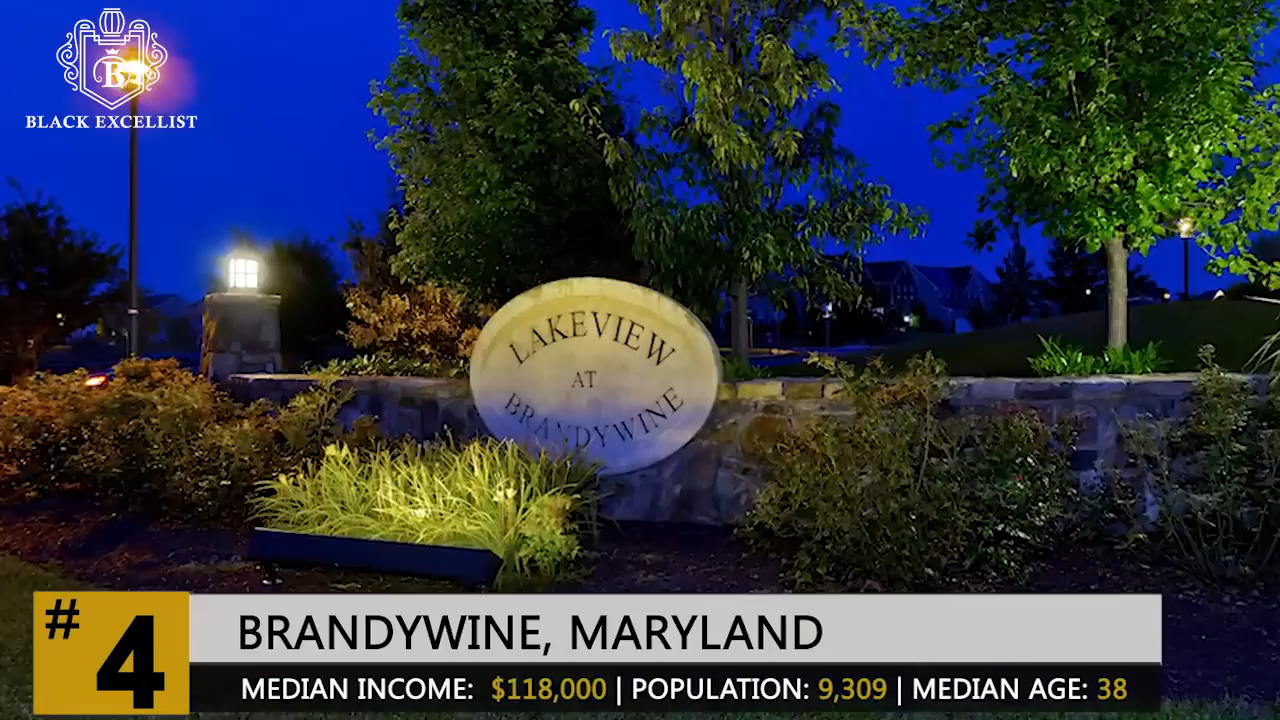 B
BLACK EXCELLIST
LAKEVIEW
AT
BRANDYWINE
#4
BRANDYWINE, MARYLAND
MEDIAN INCOME: $118,000 | POPULATION: 9,309 | MEDIAN AGE: 38